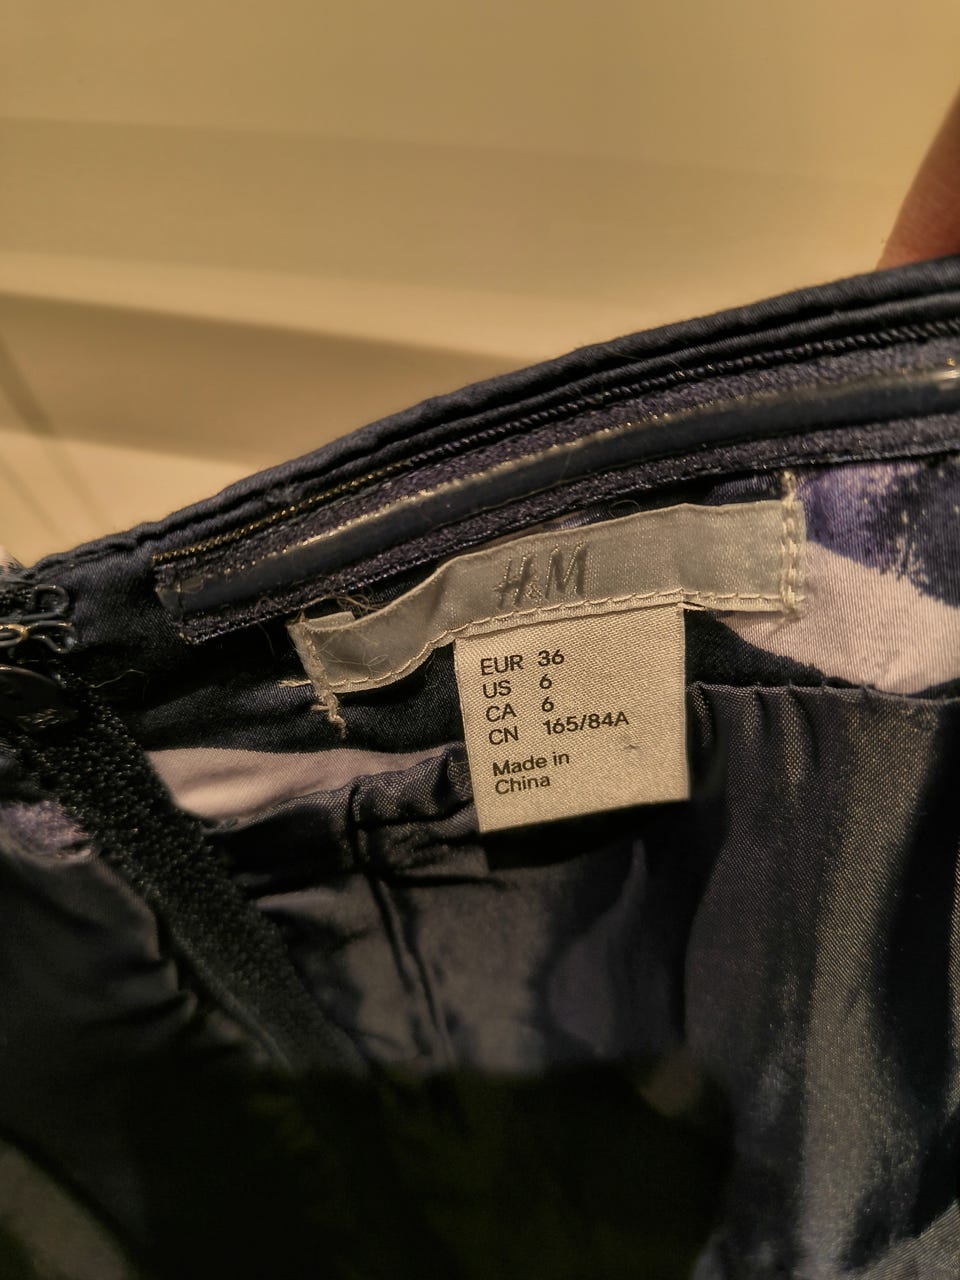 H&M
EUR 36
US 6
CA 6
CN 165/84A
Made in
China